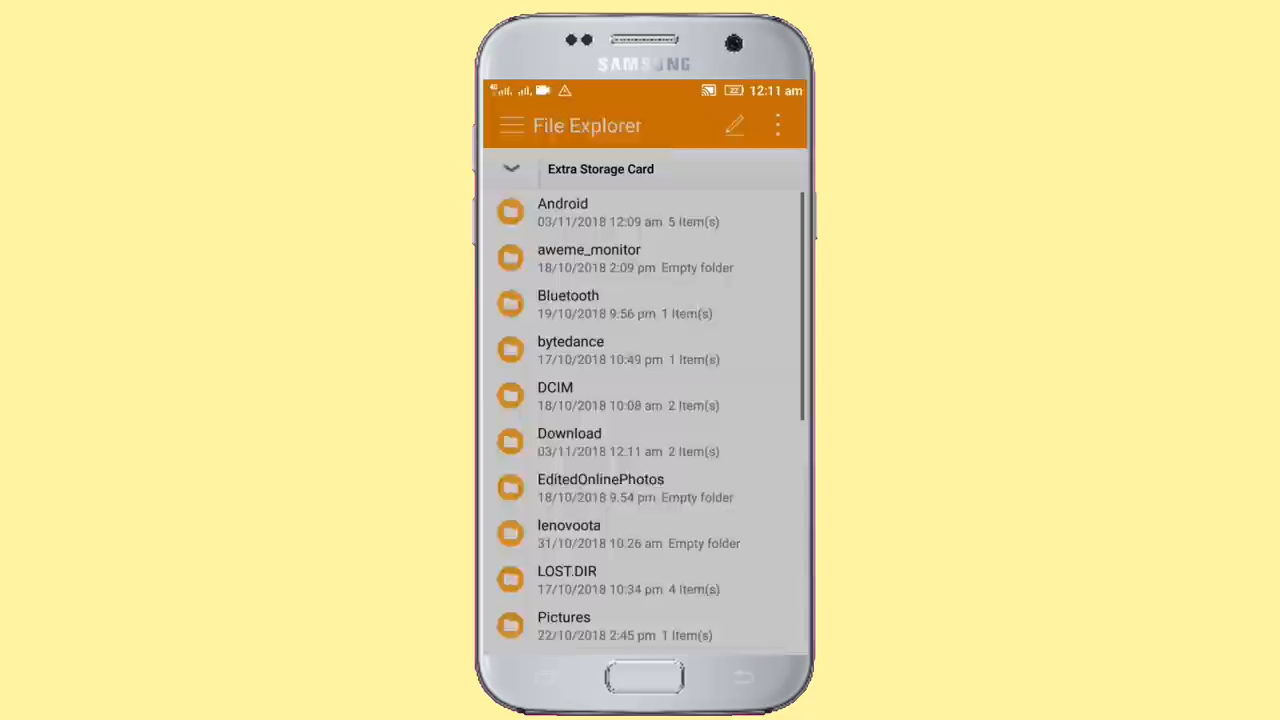 SAMSUNG
22 12:11 am
File Explorer
Extra Storage Card
Android
03/11/2018 12:09 am 5 Item(s)
aweme_monitor
18/10/2018 2:09 pm Empty folder
Bluetooth
19/10/2018 9:56 pm 1 Item(s)
bytedance
17/10/2018 10:49 pm 1 Item(s)
DCIM
18/10/2018 10:08 am 2 Item(s)
Download
03/11/2018 12:11 am 2 Item(s)
EditedOnlinePhotos
18/10/2018 9:54 pm Empty folder
lenovoota
31/10/2018 10:26 am Empty folder
LOST.DIR
17/10/2018 10:34 pm 4 Item(s)
Pictures
22/10/2018 2:45 pm 1 Item(s)